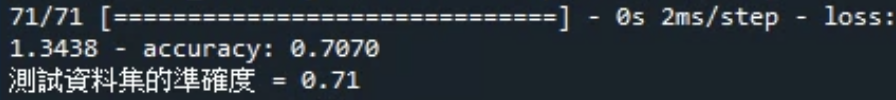 71/71 [==============================] - 0s 2ms/step - loss:
1.3438 - accuracy: 0.7070
測試資料集的準確度 = 0.71